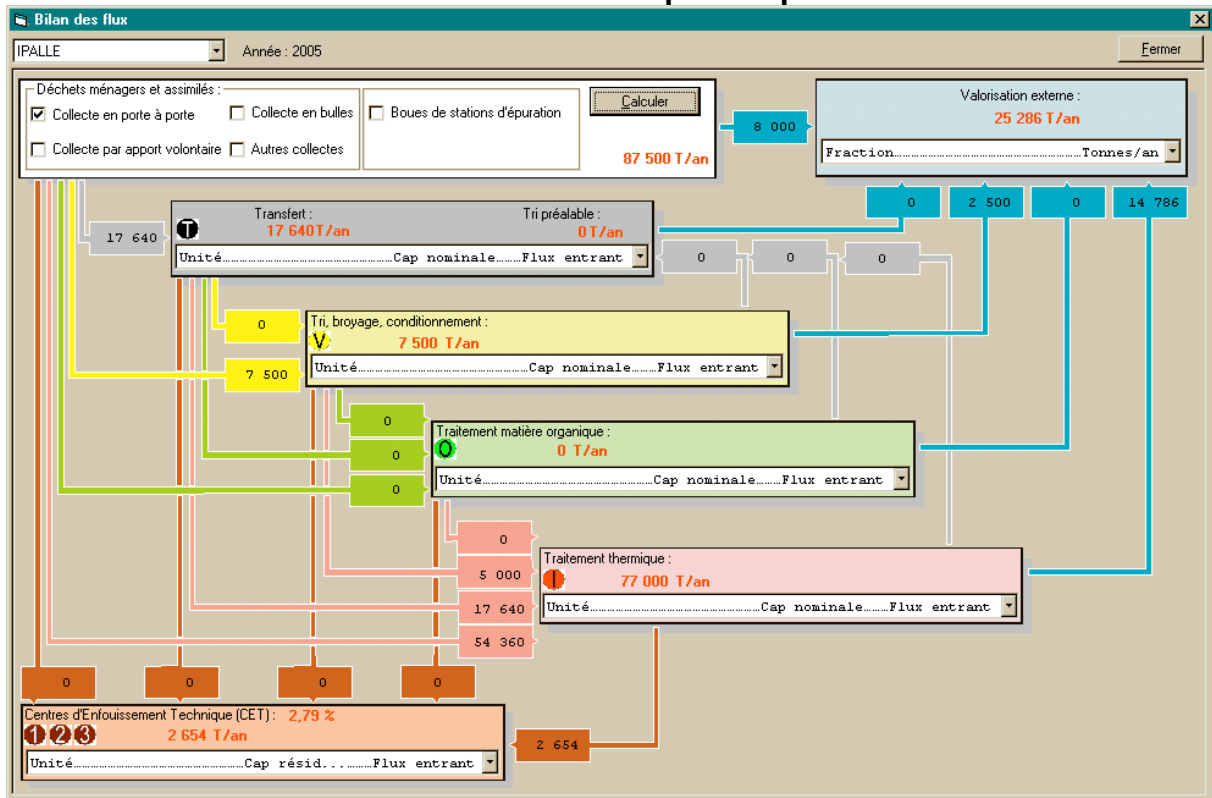 Bilan des flux
IPALLE
Année : 2005
Fermer
Déchets ménagers et assimilés :
Collecte en porte à porte
Collecte en bulles
Boues de stations d'épuration
Calculer
Collecte par apport volontaire
Autres collectes
87 500 T/an
8 000
Valorisation externe :
25 286 T/an
Fraction.....Tonnes/an
0
2 500
0
14 786
17 640
Transfert :
17 640T/an
Tri préalable :
0T/an
T
Unité.....Cap nominale.....Flux entrant
0
0
0
0
Tri, broyage, conditionnement :
V
7 500 T/an
7 500
Unité.....Cap nominale.....Flux entrant
0
Traitement matière organique :
O
0 T/an
0
0
Unité.....Cap nominale.....Flux entrant
0
Traitement thermique :
I
5 000
77 000 T/an
17 640
Unité.....Cap nominale.....Flux entrant
54 360
0
0
0
0
Centres d'Enfouissement Technique (CET) : 2,79 %
1 2 3
2 654 T/an
2 654
Unité.....Cap résid........Flux entrant